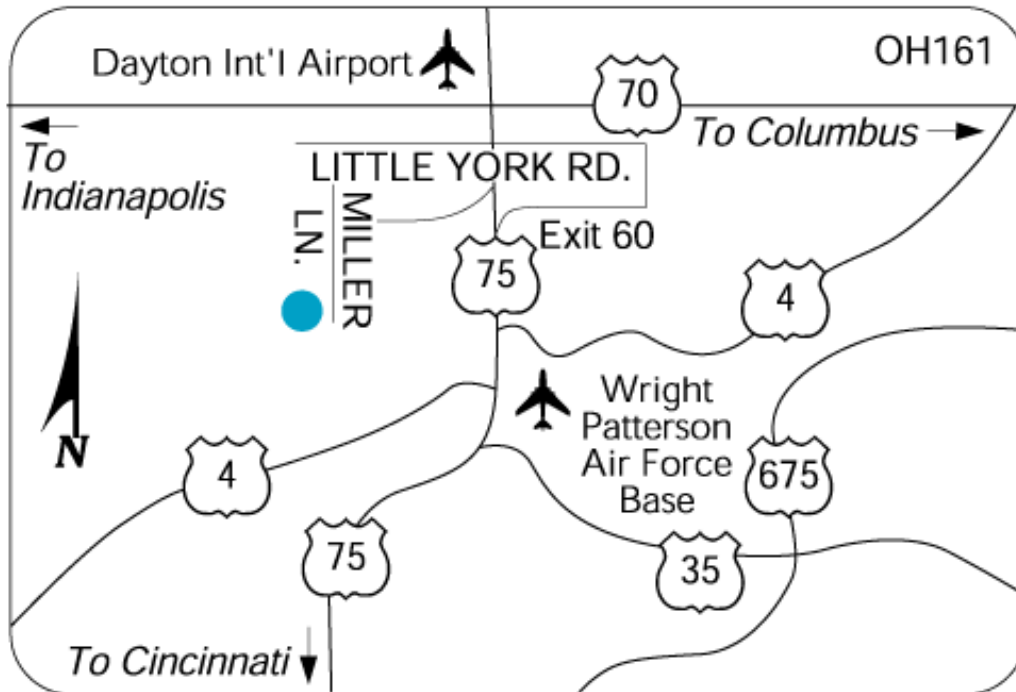 OH161
Dayton Int'l Airport
70
To Columbus
To
Indianapolis
LITTLE YORK RD.
MILLER
LN.
Exit 60
75
4
Wright
Patterson
Air Force
Base
N
4
675
75
35
To Cincinnati